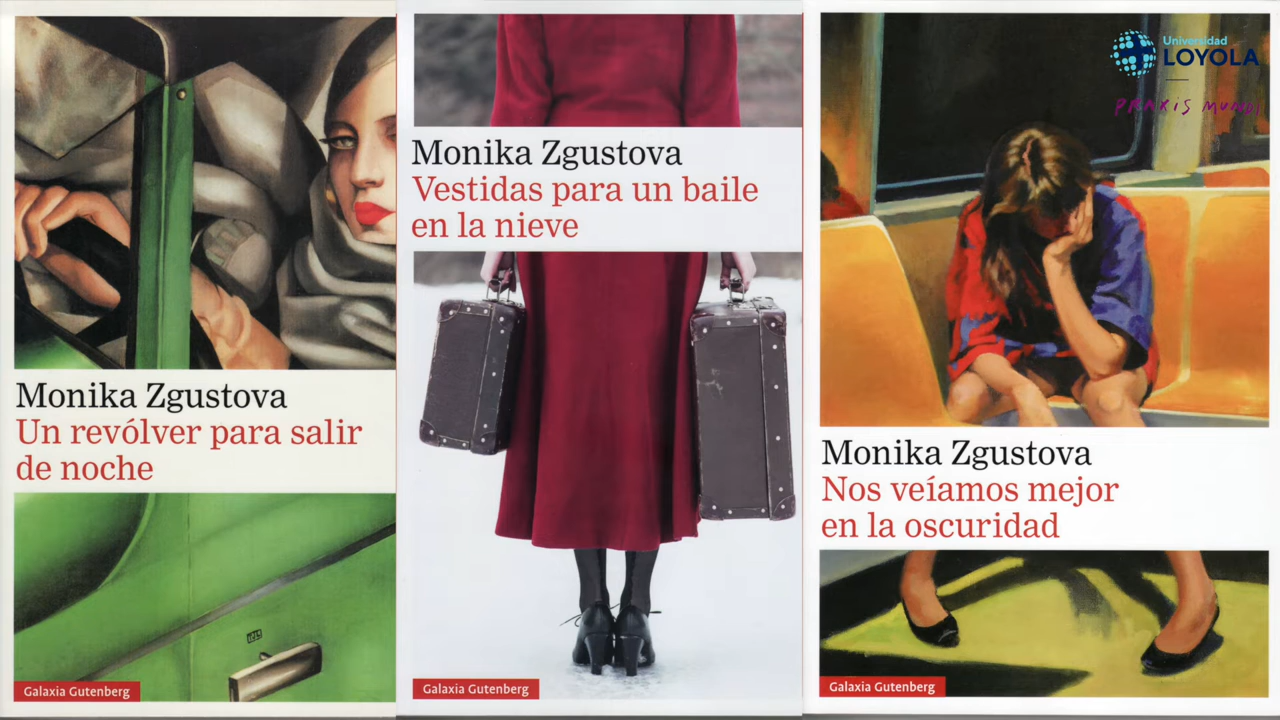 Monika Zgustova
Un revólver para salir
de noche
Galaxia Gutenberg
Monika Zgustova
Vestidas para un baile
en la nieve
Galaxia Gutenberg
Universidad
LOYOLA
PRAXIS MUNDI
Monika Zgustova
Nos veíamos mejor
en la oscuridad
Galaxia Gutenberg